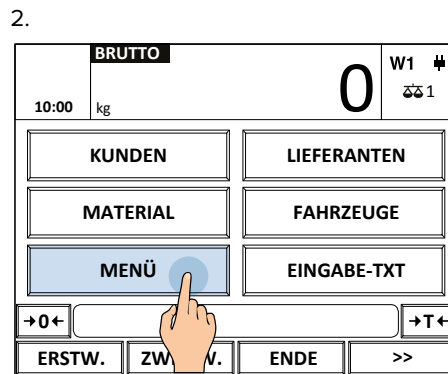 2.
BRUTTO
10:00 kg 0 W1
1
KUNDEN LIEFERANTEN
MATERIAL FAHRZEUGE
MENÜ EINGABE-TXT
→0← →T←
ERSTW. ENDE >>